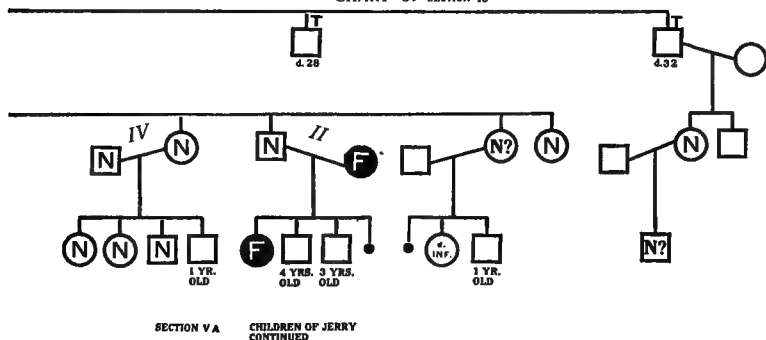 SECTION
T T
d.28 d.32
IV II
N N N F N? N N
N N N F d. INF. N?
1 YR. OLD 4 YRS. OLD 3 YRS. OLD 1 YR. OLD
SECTION V A CHILDREN OF JERRY
CONTINUED